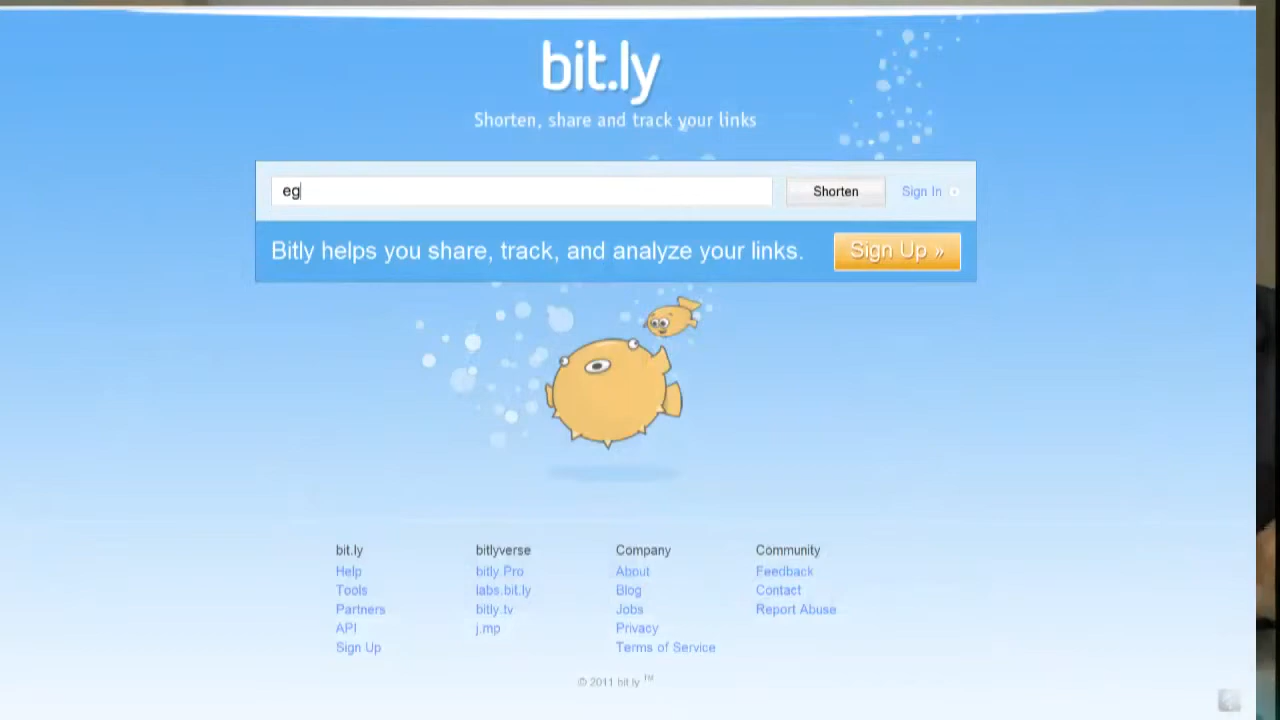 bit.ly
Shorten, share and track your links
eg
Shorten
Sign In
Bitly helps you share, track, and analyze your links.
Sign Up »
bit.ly
Help
Tools
Partners
API
Sign Up
bitlyverse
bitly.Pro
labs.bit.ly
bitly.tv
j.mp
Company
About
Blog
Jobs
Privacy
Terms of Service
Community
Feedback
Contact
Report Abuse
© 2011 bit.ly ™